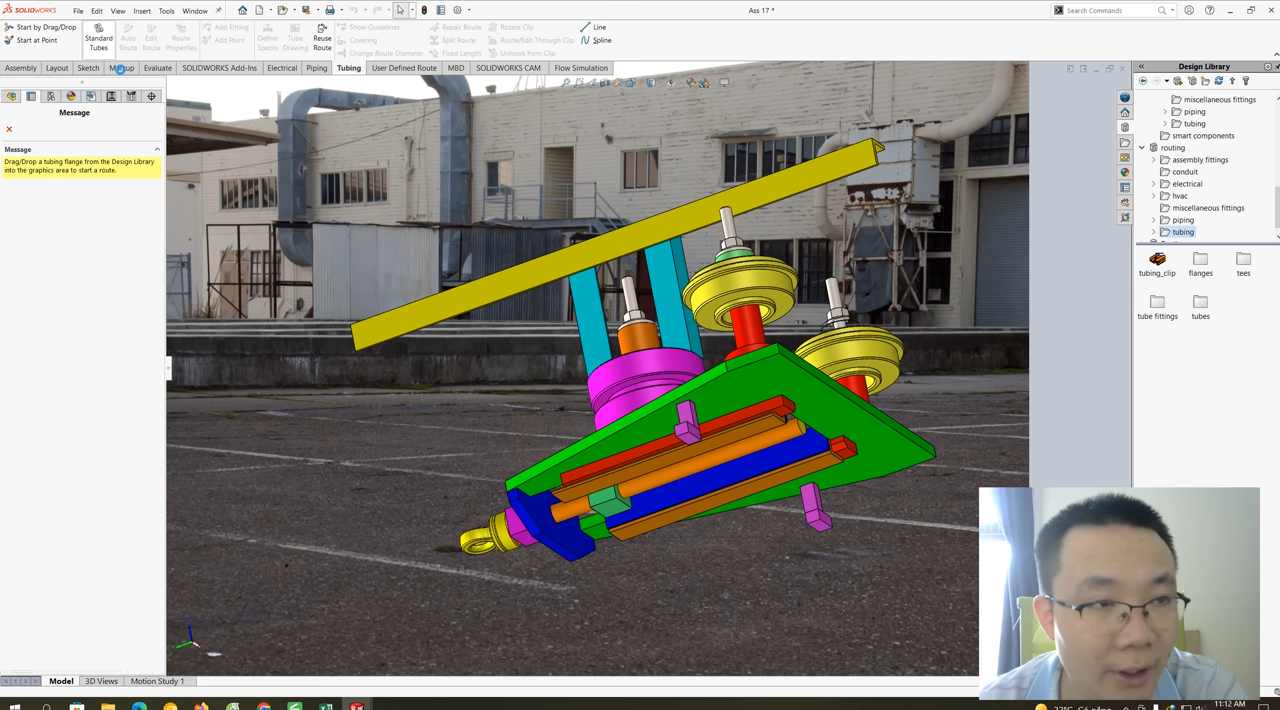 SOLIDWORKS File Edit View Insert Tools Window Ass 17 * Search Commands
Start by Drag/Drop
Start at Point
Standard Tubes
Auto Route
Edit Route
Route Properties
Add Fitting
Add Point
Define Spools
Tube Drawing
Reuse Route
Show Guidelines
Covering
Change Route Diameter
Repair Route
Split Route
Fixed Length
Rotate Clip
Route/Edit Through Clip
Unhook from Clip
Line
Spline
Assembly Layout Sketch Markup Evaluate SOLIDWORKS Add-Ins Electrical Piping Tubing User Defined Route MBD SOLIDWORKS CAM Flow Simulation
Message
Message
Drag/Drop a tubing flange from the Design Library
into the graphics area to start a route.
Design Library
miscellaneous fittings
piping
tubing
smart components
routing
assembly fittings
conduit
electrical
hvac
miscellaneous fittings
piping
tubing
tubing_clip flanges tees
tube fittings tubes
Model 3D Views Motion Study 1
11:12 AM